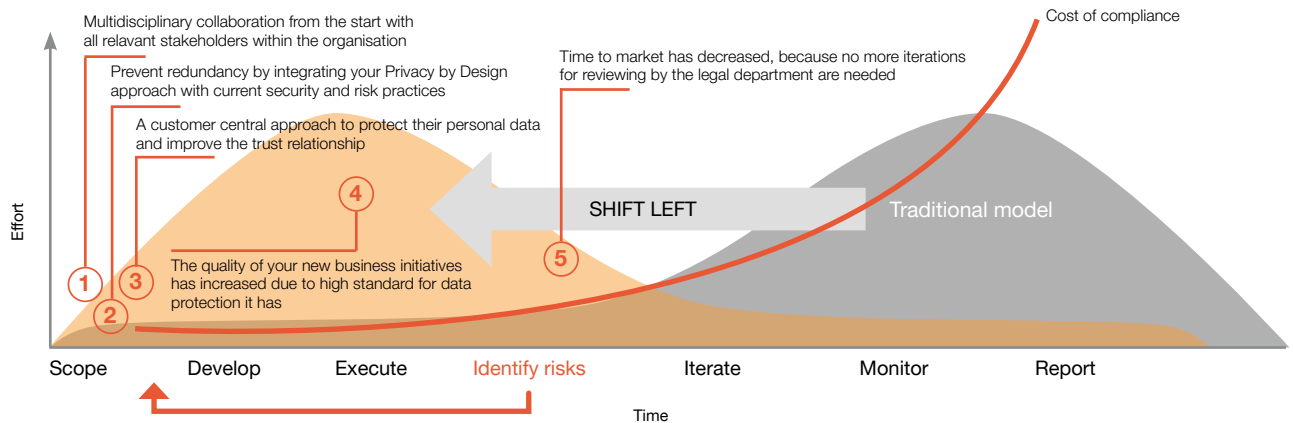 Multidisciplinary collaboration from the start with
all relavant stakeholders within the organisation
Cost of compliance
Prevent redundancy by integrating your Privacy by Design
approach with current security and risk practices
Time to market has decreased, because no more iterations
for reviewing by the legal department are needed
A customer central approach to protect their personal data
and improve the trust relationship
4
SHIFT LEFT
Traditional model
Effort
The quality of your new business initiatives
has increased due to high standard for data
protection it has
5
1
3
2
Scope
Develop
Execute
Identify risks
Iterate
Monitor
Report
Time